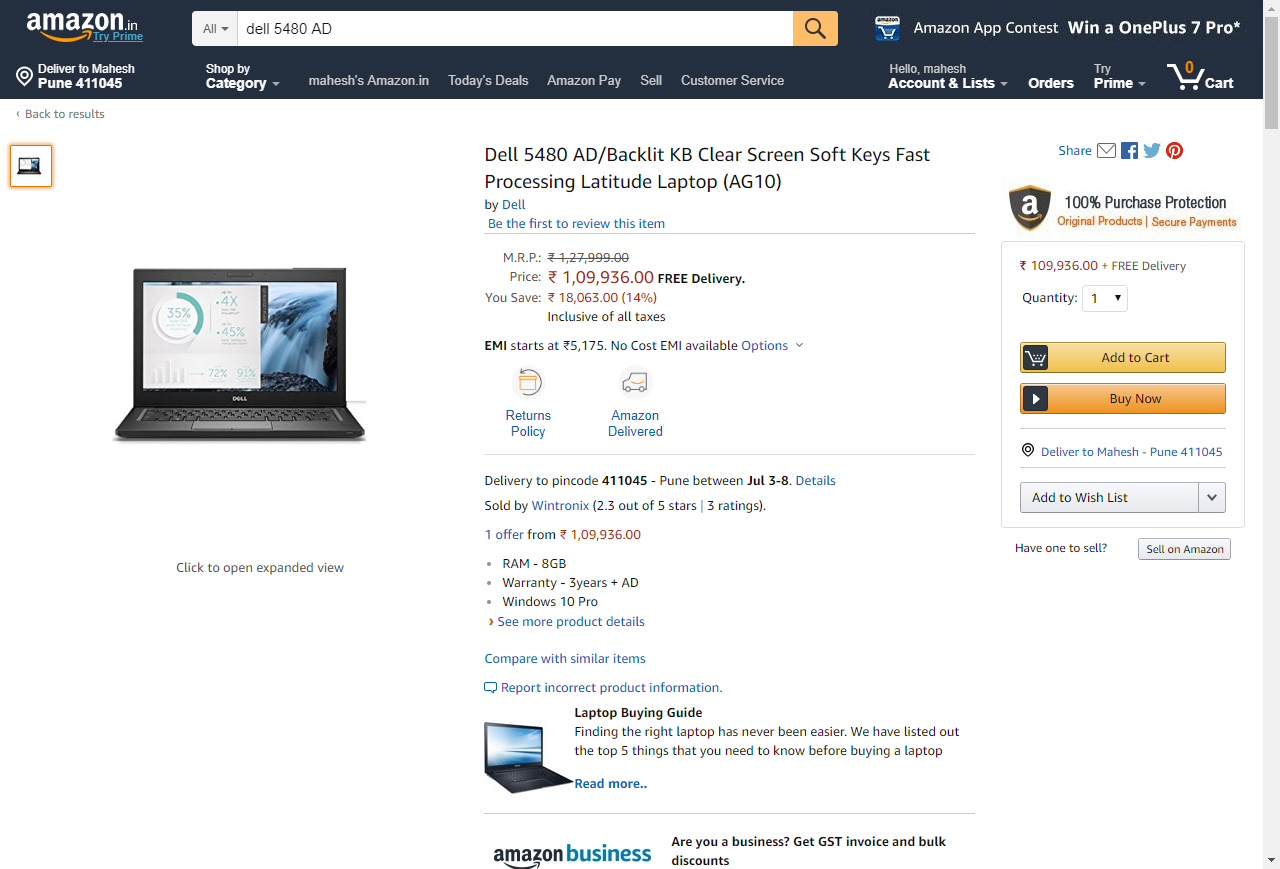 amazon.in
Try Prime
All
dell 5480 AD
Amazon App Contest Win a OnePlus 7 Pro*
Deliver to Mahesh
Pune 411045
Shop by
Category
mahesh's Amazon.in
Today's Deals
Amazon Pay
Sell
Customer Service
Hello, mahesh
Account & Lists
Orders
Try
Prime
0
Cart
‹ Back to results
Dell 5480 AD/Backlit KB Clear Screen Soft Keys Fast
Processing Latitude Laptop (AG10)
by Dell
Be the first to review this item
M.R.P.: ₹ 1,27,999.00
Price: ₹ 1,09,936.00 FREE Delivery.
You Save: ₹ 18,063.00 (14%)
Inclusive of all taxes
EMI starts at ₹5,175. No Cost EMI available Options
Returns
Policy
Amazon
Delivered
Delivery to pincode 411045 - Pune between Jul 3-8. Details
Sold by Wintronix (2.3 out of 5 stars | 3 ratings).
1 offer from ₹ 1,09,936.00
• RAM - 8GB
• Warranty - 3years + AD
• Windows 10 Pro
› See more product details
Compare with similar items
Report incorrect product information.
Laptop Buying Guide
Finding the right laptop has never been easier. We have listed out
the top 5 things that you need to know before buying a laptop
Read more..
amazon business
Are you a business? Get GST invoice and bulk
discounts
35%
4X
45%
72%
91%
DELL
Click to open expanded view
Share
100% Purchase Protection
Original Products | Secure Payments
₹ 109,936.00 + FREE Delivery
Quantity: 1
Add to Cart
Buy Now
Deliver to Mahesh - Pune 411045
Add to Wish List
Have one to sell?
Sell on Amazon